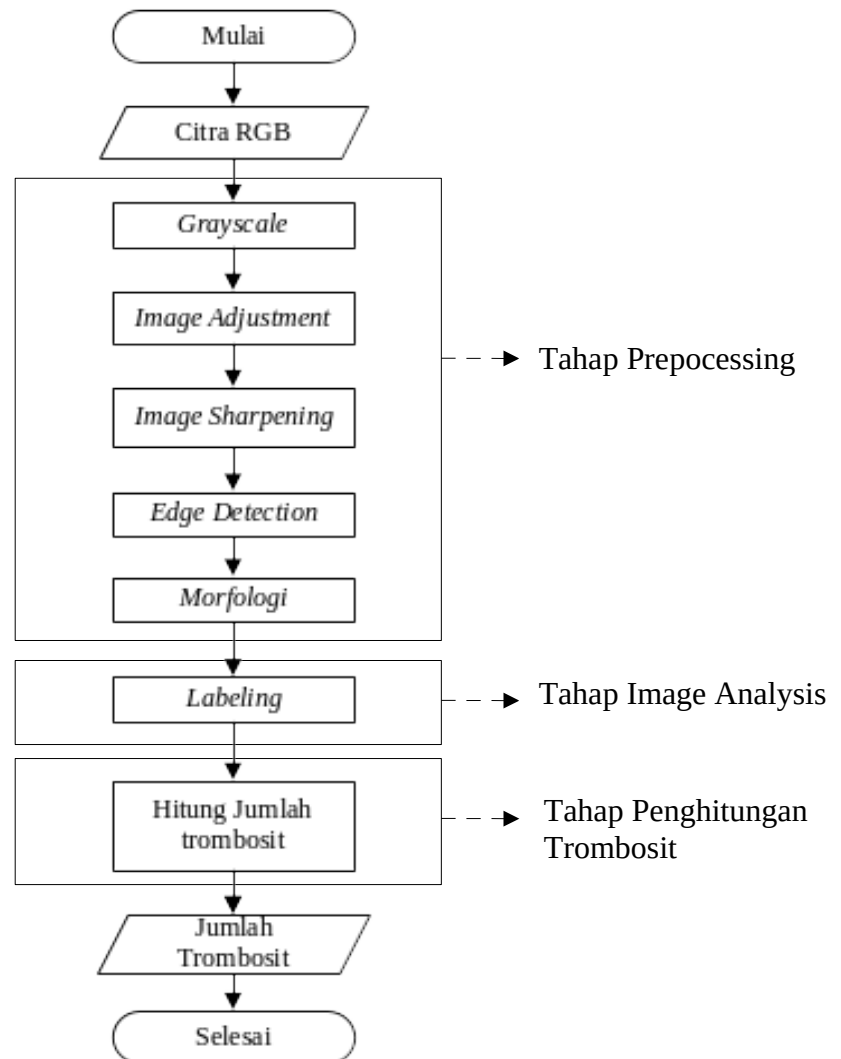 Mulai
Citra RGB
Grayscale
Image Adjustment
Image Sharpening
Edge Detection
Morfologi
Tahap Prepocessing
Labeling
Tahap Image Analysis
Hitung Jumlah
trombosit
Tahap Penghitungan
Trombosit
Jumlah
Trombosit
Selesai